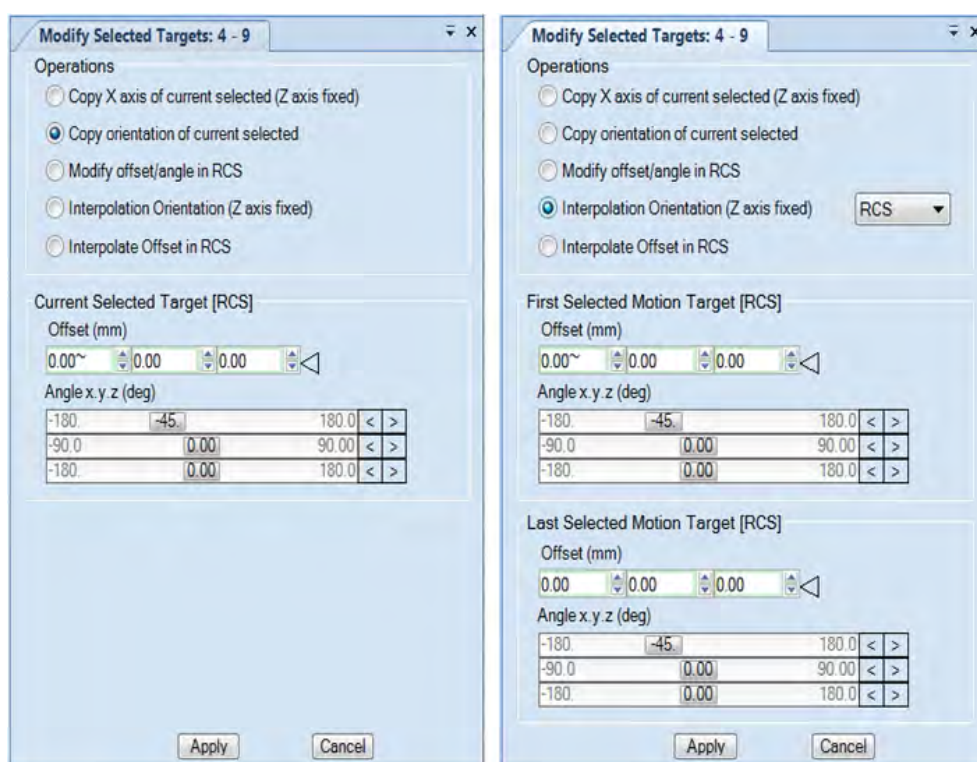 Modify Selected Targets: 4 - 9
Operations
Copy X axis of current selected (Z axis fixed)
Copy orientation of current selected
Modify offset/angle in RCS
Interpolation Orientation (Z axis fixed)
Interpolate Offset in RCS
Current Selected Target [RCS]
Offset (mm)
0.00~ 0.00 0.00
Angle x.y.z (deg)
-180. -45. 180.0 < >
-90.0 0.00 90.00 < >
-180. 0.00 180.0 < >
Apply Cancel
Modify Selected Targets: 4 - 9
Operations
Copy X axis of current selected (Z axis fixed)
Copy orientation of current selected
Modify offset/angle in RCS
Interpolation Orientation (Z axis fixed) RCS
Interpolate Offset in RCS
First Selected Motion Target [RCS]
Offset (mm)
0.00~ 0.00 0.00
Angle x.y.z (deg)
-180. -45. 180.0 < >
-90.0 0.00 90.00 < >
-180. 0.00 180.0 < >
Last Selected Motion Target [RCS]
Offset (mm)
0.00 0.00 0.00
Angle x.y.z (deg)
-180. -45. 180.0 < >
-90.0 0.00 90.00 < >
-180. 0.00 180.0 < >
Apply Cancel